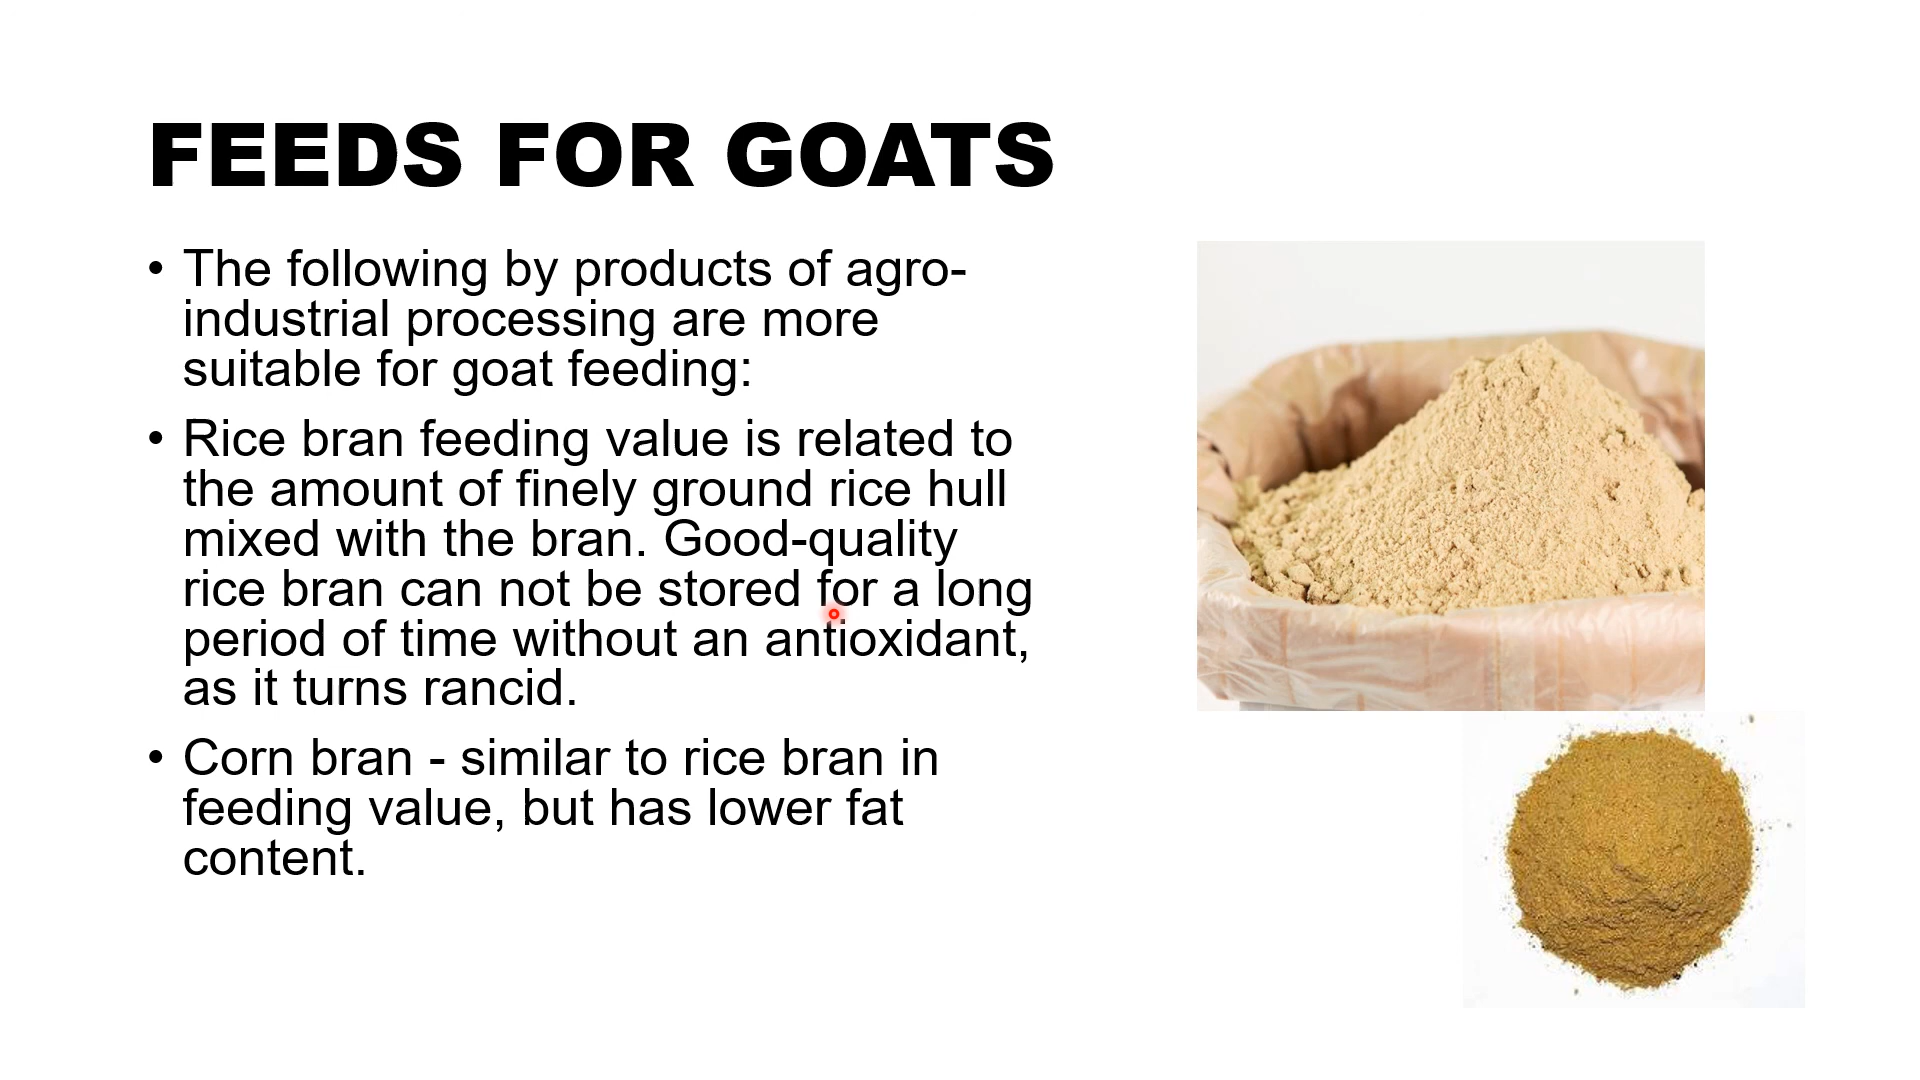 FEEDS FOR GOATS
• The following by products of agro-
industrial processing are more
suitable for goat feeding:
• Rice bran feeding value is related to
the amount of finely ground rice hull
mixed with the bran. Good-quality
rice bran can not be stored for a long
period of time without an antioxidant,
as it turns rancid.
• Corn bran - similar to rice bran in
feeding value, but has lower fat
content.